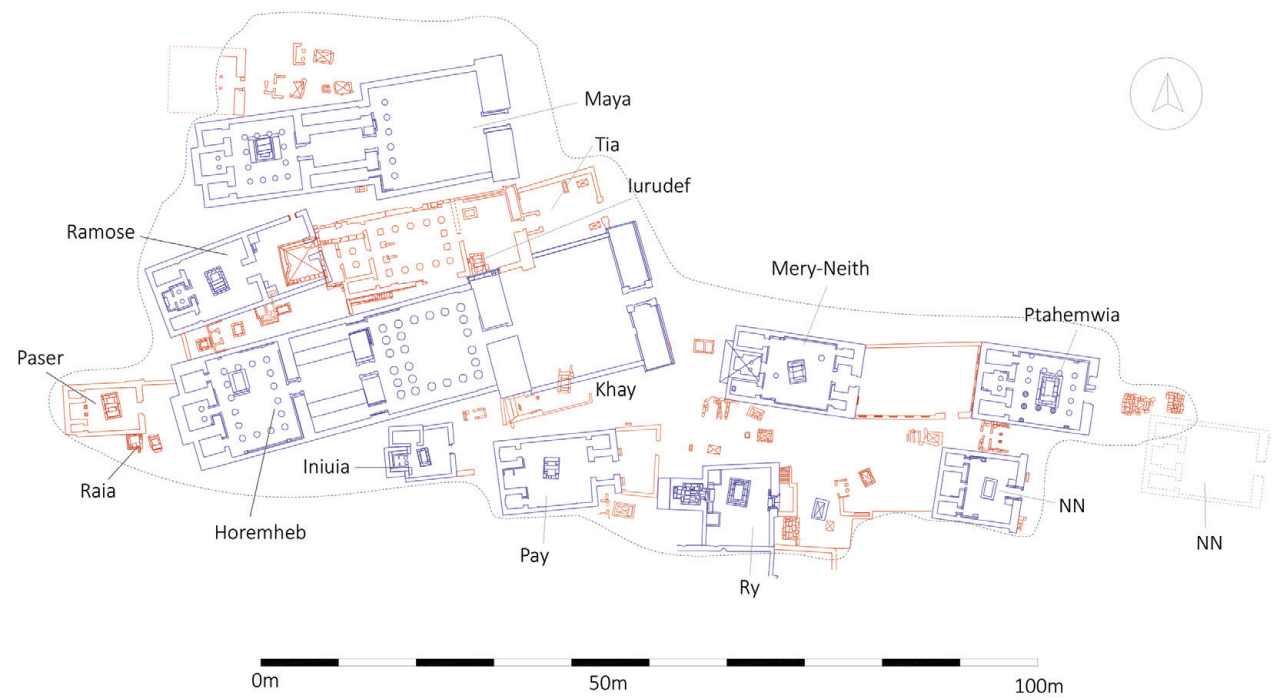 Maya
Tia
Iurudef
Ramose
Mery-Neith
Ptahemwia
Paser
Khay
Iniuia
Raia
Horemheb
Pay
Ry
NN
NN
0m
50m
100m